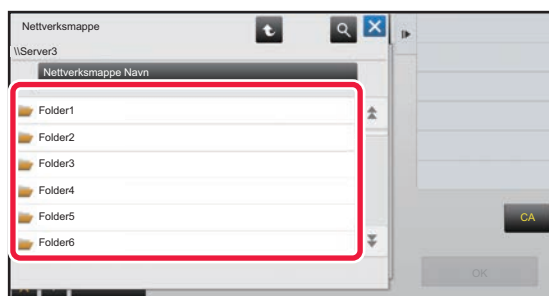 Nettverksmappe
\\Server3
Nettverksmappe Navn
Folder1
Folder2
Folder3
Folder4
Folder5
Folder6
CA
OK